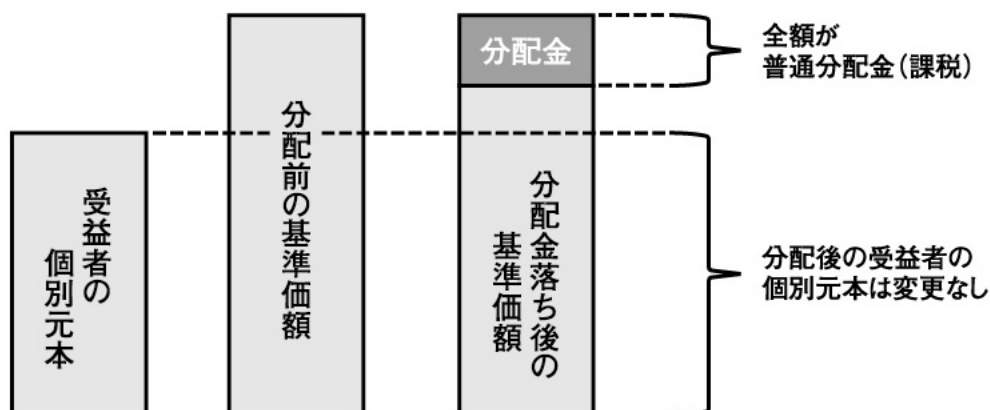 受益者の
個別元本
分配前の基準価額
分配金
分配金落ち後の
基準価額
全額が
普通分配金（課税）
分配後の受益者の
個別元本は変更なし